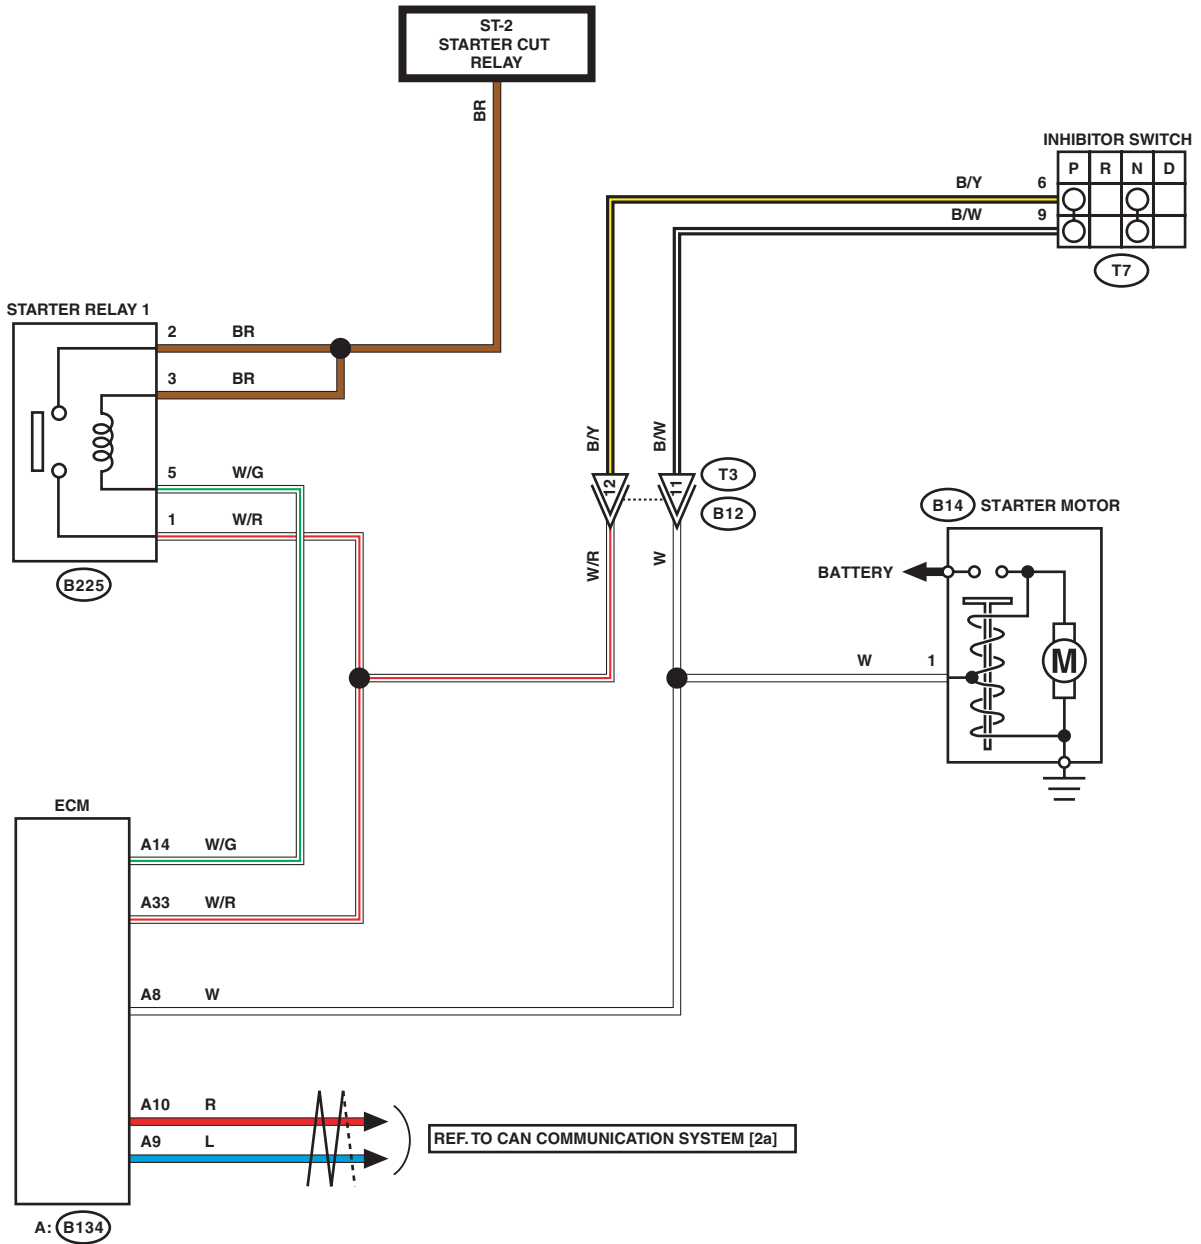 ST-2
STARTER CUT
RELAY
BR
INHIBITOR SWITCH
P R N D
B/Y 6
B/W 9
T7
STARTER RELAY 1
2 BR
3 BR
5 W/G
1 W/R
B225
B/Y
B/W
12
11
T3
B12
W/R
W
B14 STARTER MOTOR
BATTERY
M
W 1
ECM
A14 W/G
A33 W/R
A8 W
A10 R
A9 L
REF. TO CAN COMMUNICATION SYSTEM [2a]
A: B134